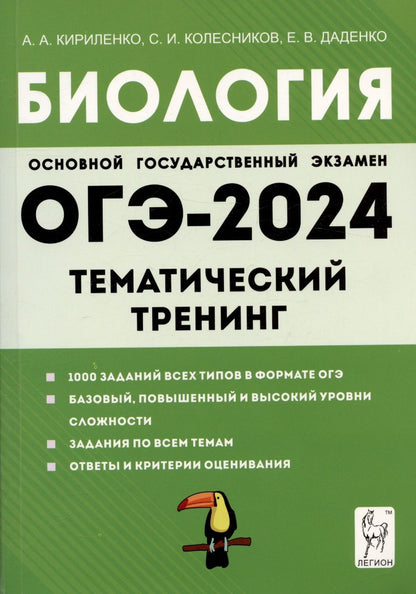 А. А. КИРИЛЕНКО, С. И. КОЛЕСНИКОВ, Е. В. ДАДЕНКО
БИОЛОГИЯ
ОСНОВНОЙ ГОСУДАРСТВЕННЫЙ ЭКЗАМЕН
ОГЭ-2024
ТЕМАТИЧЕСКИЙ
ТРЕНИНГ
1000 ЗАДАНИЙ ВСЕХ ТИПОВ В ФОРМАТЕ ОГЭ
БАЗОВЫЙ, ПОВЫШЕННЫЙ И ВЫСОКИЙ УРОВНИ
СЛОЖНОСТИ
ЗАДАНИЯ ПО ВСЕМ ТЕМАМ
ОТВЕТЫ И КРИТЕРИИ ОЦЕНИВАНИЯ
TM
ЛЕГИОН